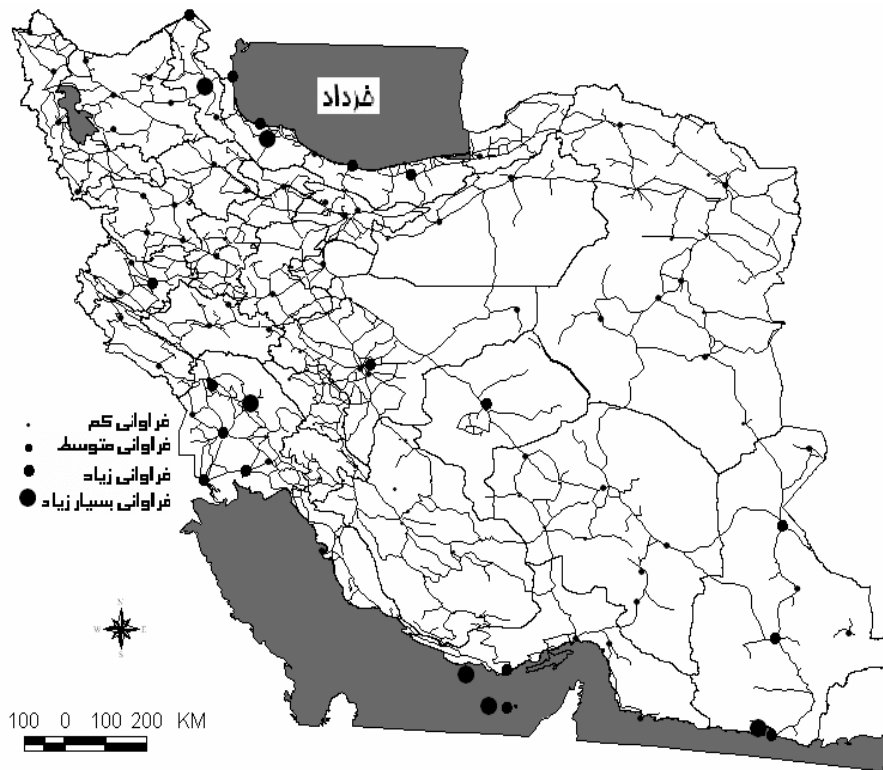 خرداد
فراوانی کم
فراوانی متوسط
فراوانی زیاد
فراوانی بسیار زیاد
N
W E
S
100 0 100 200 KM